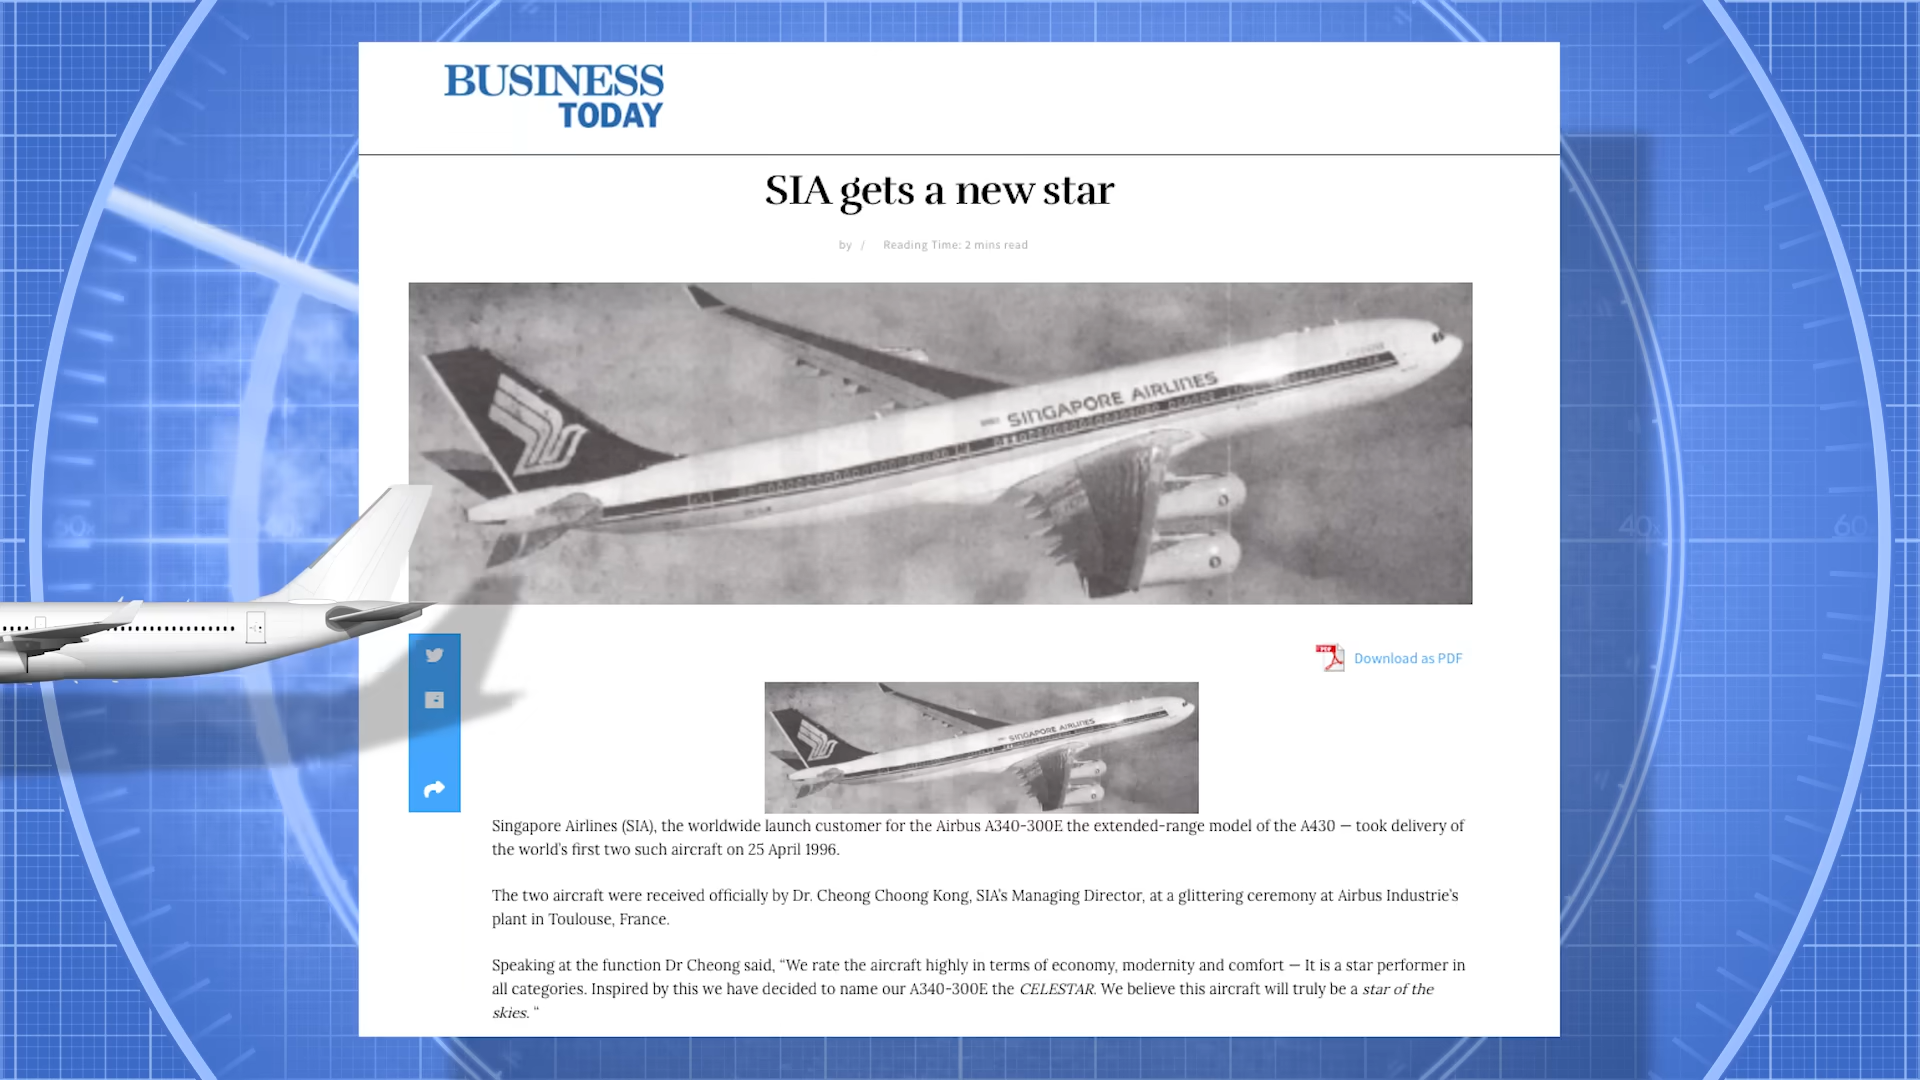 BUSINESS
TODAY
SIA gets a new star
by / Reading Time: 2 mins read
SINGAPORE AIRLINES
40x
60
Download as PDF
SINGAPORE AIRLINES
Singapore Airlines (SIA), the worldwide launch customer for the Airbus A340-300E the extended-range model of the A430 — took delivery of
the world's first two such aircraft on 25 April 1996.
The two aircraft were received officially by Dr. Cheong Choong Kong, SIA's Managing Director, at a glittering ceremony at Airbus Industrie's
plant in Toulouse, France.
Speaking at the function Dr Cheong said, “We rate the aircraft highly in terms of economy, modernity and comfort — It is a star performer in
all categories. Inspired by this we have decided to name our A340-300E the CELESTAR. We believe this aircraft will truly be a star of the
skies. “